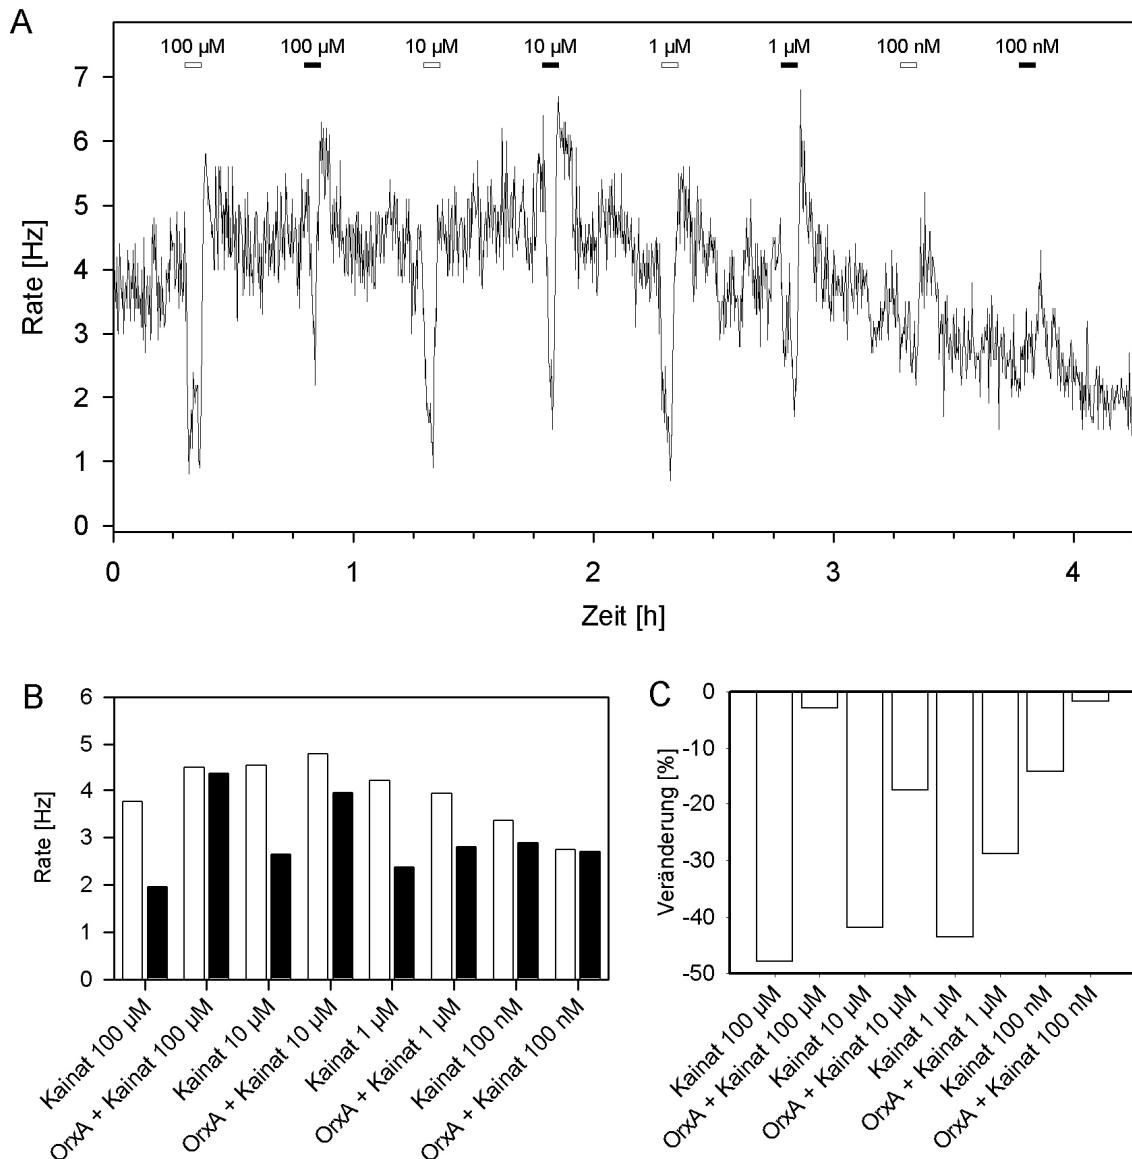 A
100 µM 100 µM 10 µM 10 µM 1 µM 1 µM 100 nM 100 nM
7
6
5
4
3
2
1
0
Rate [Hz]
0 1 2 3 4
Zeit [h]
B
6
5
4
3
2
1
0
Rate [Hz]
Kainat 100 µM
OrxA + Kainat 100 µM
Kainat 10 µM
OrxA + Kainat 10 µM
Kainat 1 µM
OrxA + Kainat 1 µM
Kainat 100 nM
OrxA + Kainat 100 nM
C
0
-10
-20
-30
-40
-50
Veränderung [%]
Kainat 100 µM
OrxA + Kainat 100 µM
Kainat 10 µM
OrxA + Kainat 10 µM
Kainat 1 µM
OrxA + Kainat 1 µM
Kainat 100 nM
OrxA + Kainat 100 nM